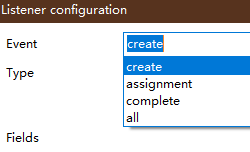 Listener configuration
Event create
create
Type
assignment
complete
all
Fields